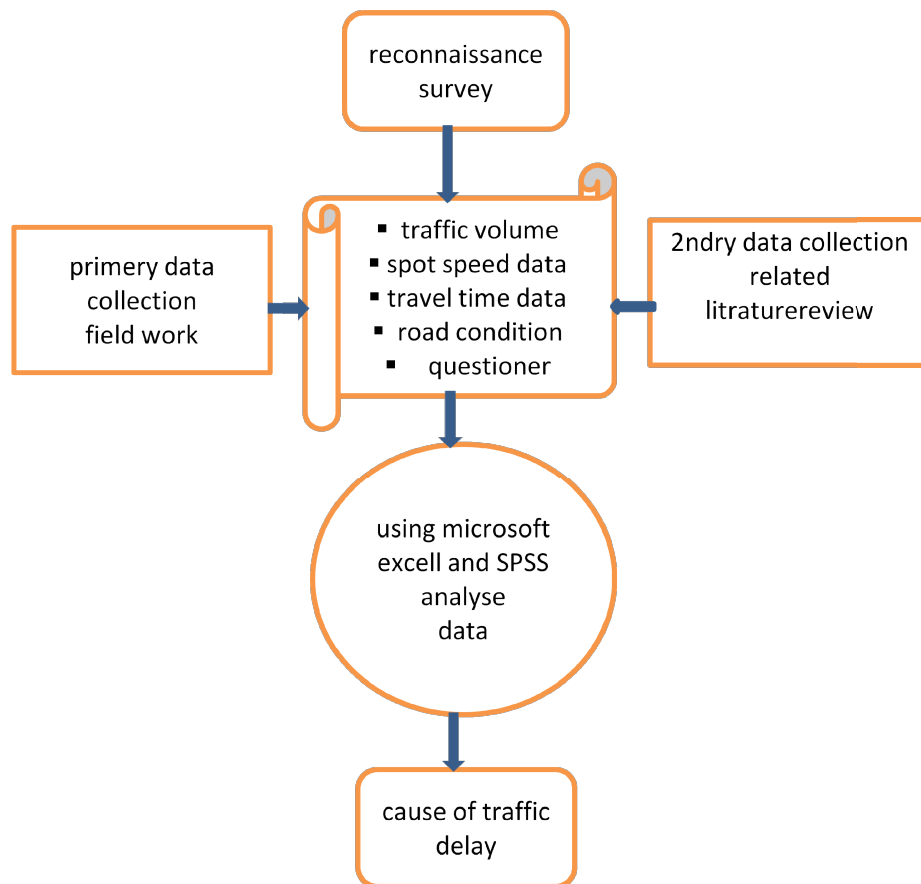 reconnaissance
survey
primery data
collection
field work
▪ traffic volume
▪ spot speed data
▪ travel time data
▪ road condition
▪ questioner
2ndry data collection
related
litraturereview
using microsoft
excell and SPSS
analyse
data
cause of traffic
delay